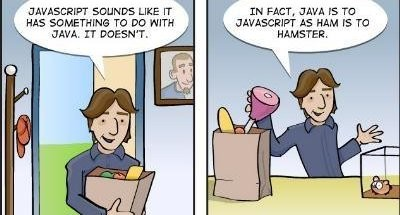 JAVASCRIPT SOUNDS LIKE IT
HAS SOMETHING TO DO WITH
JAVA. IT DOESN'T.
IN FACT, JAVA IS TO
JAVASCRIPT AS HAM IS TO
HAMSTER.